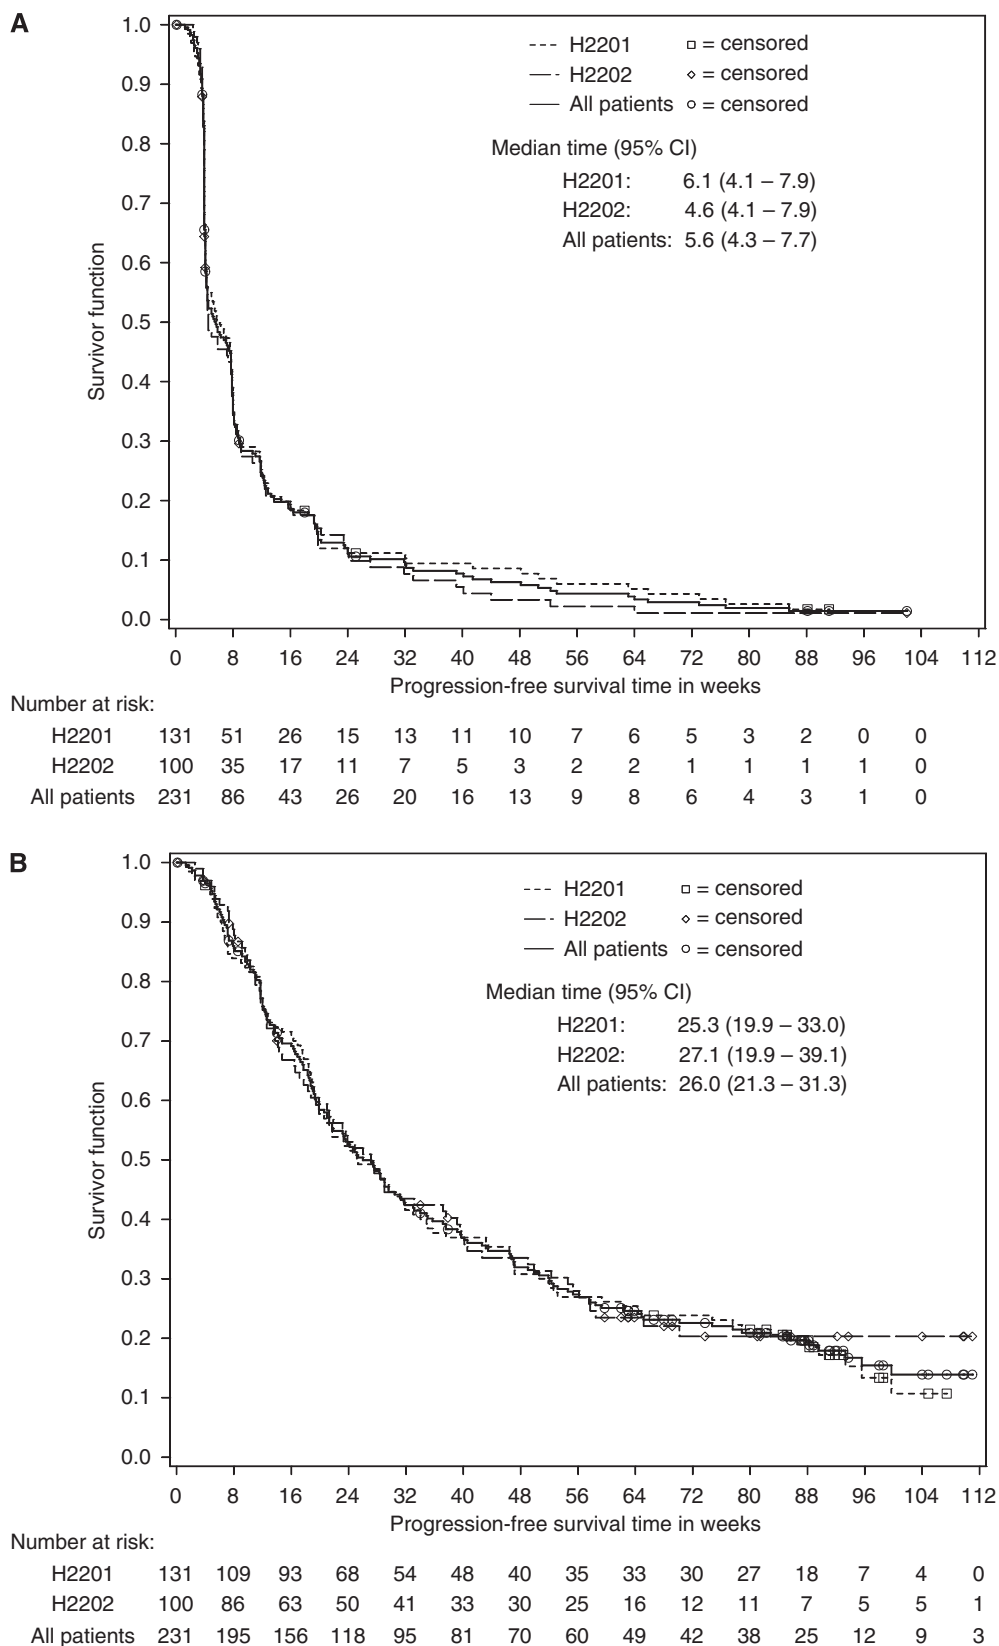 A
1.0
0.9
0.8
0.7
0.6
0.5
0.4
0.3
0.2
0.1
0.0
Survivor function
H2201 = censored
H2202 = censored
All patients = censored
Median time (95% CI)
H2201: 6.1 (4.1 – 7.9)
H2202: 4.6 (4.1 – 7.9)
All patients: 5.6 (4.3 – 7.7)
0 8 16 24 32 40 48 56 64 72 80 88 96 104 112
Progression-free survival time in weeks
Number at risk:
H2201 131 51 26 15 13 11 10 7 6 5 3 2 0 0
H2202 100 35 17 11 7 5 3 2 2 1 1 1 1 0
All patients 231 86 43 26 20 16 13 9 8 6 4 3 1 0
B
1.0
0.9
0.8
0.7
0.6
0.5
0.4
0.3
0.2
0.1
0.0
Survivor function
H2201 = censored
H2202 = censored
All patients = censored
Median time (95% CI)
H2201: 25.3 (19.9 – 33.0)
H2202: 27.1 (19.9 – 39.1)
All patients: 26.0 (21.3 – 31.3)
0 8 16 24 32 40 48 56 64 72 80 88 96 104 112
Progression-free survival time in weeks
Number at risk:
H2201 131 109 93 68 54 48 40 35 33 30 27 18 7 4 0
H2202 100 86 63 50 41 33 30 25 16 12 11 7 5 5 1
All patients 231 195 156 118 95 81 70 60 49 42 38 25 12 9 3